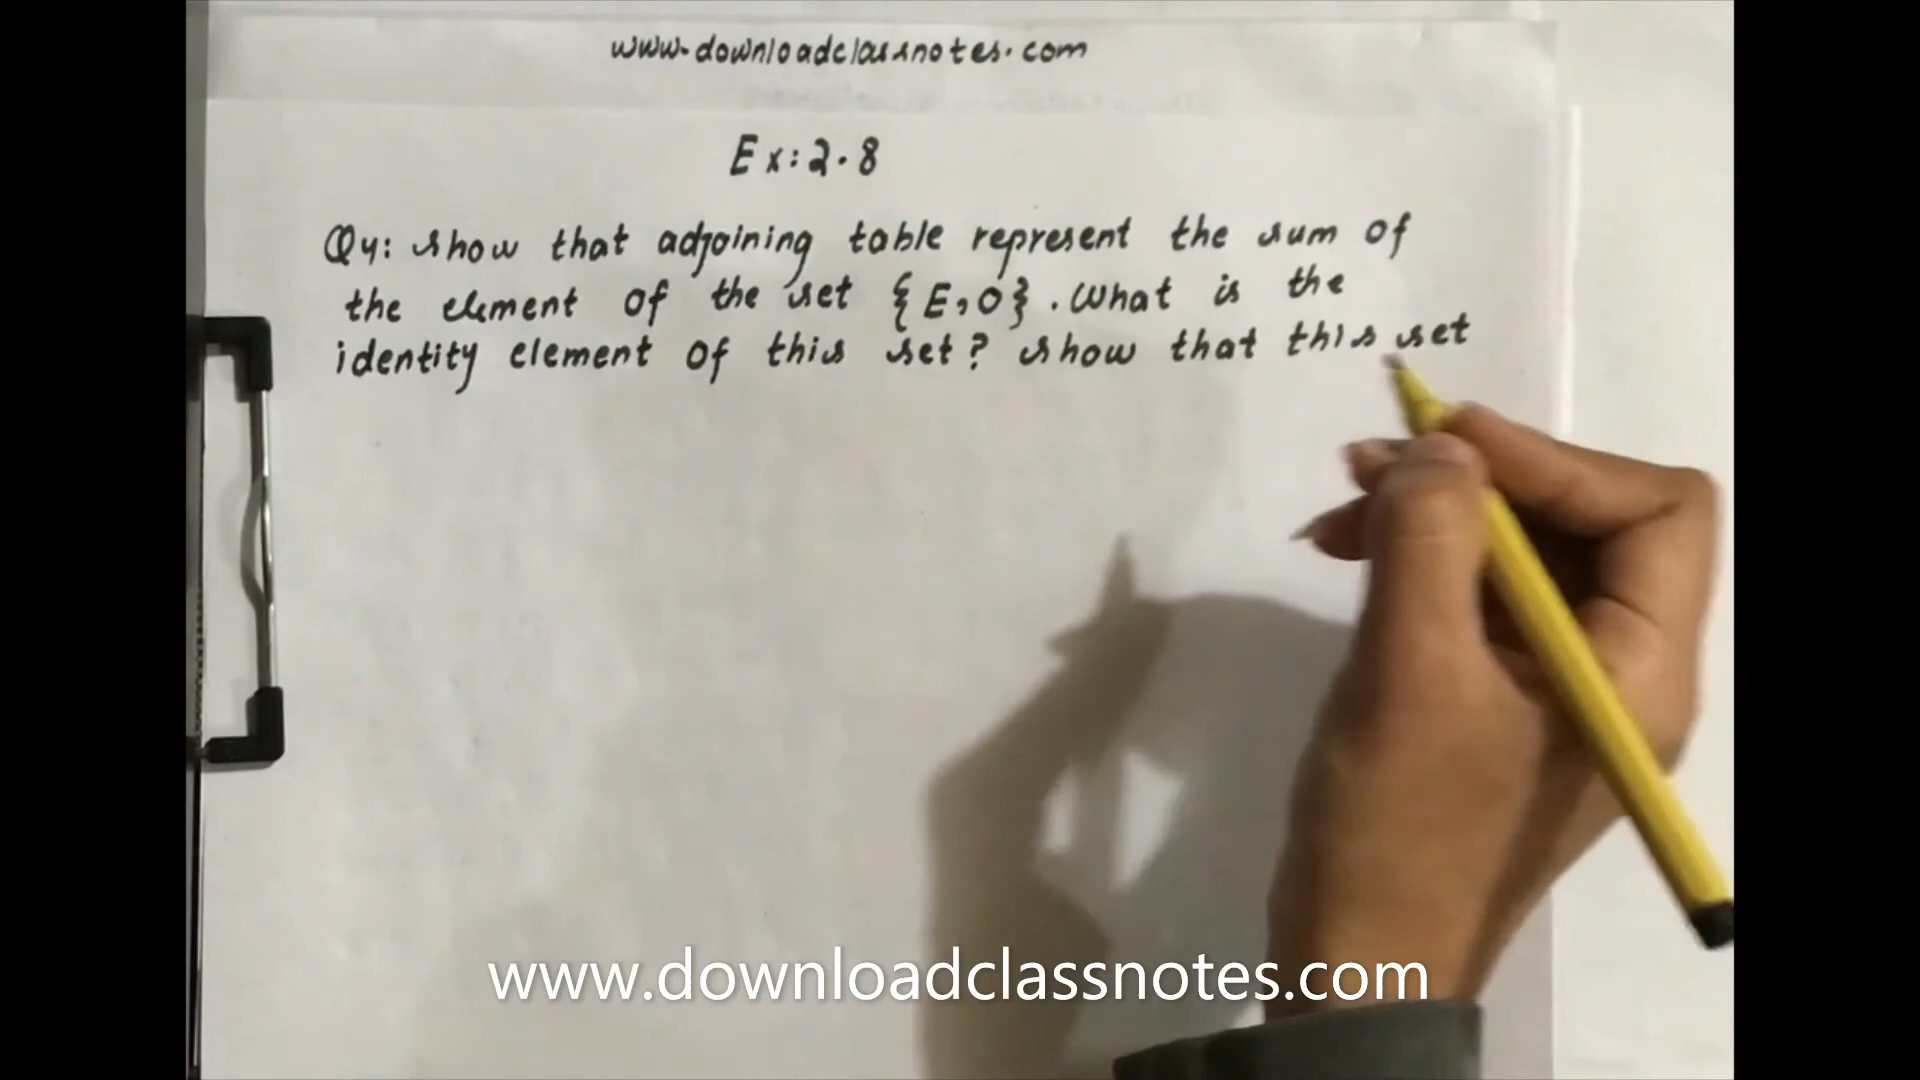 www.downloadclassnotes.com
Ex:2.8
Q4: show that adjoining table represent the sum of
the element of the set {E,O}. What is the
identity element of this set? show that this set
www.downloadclassnotes.com